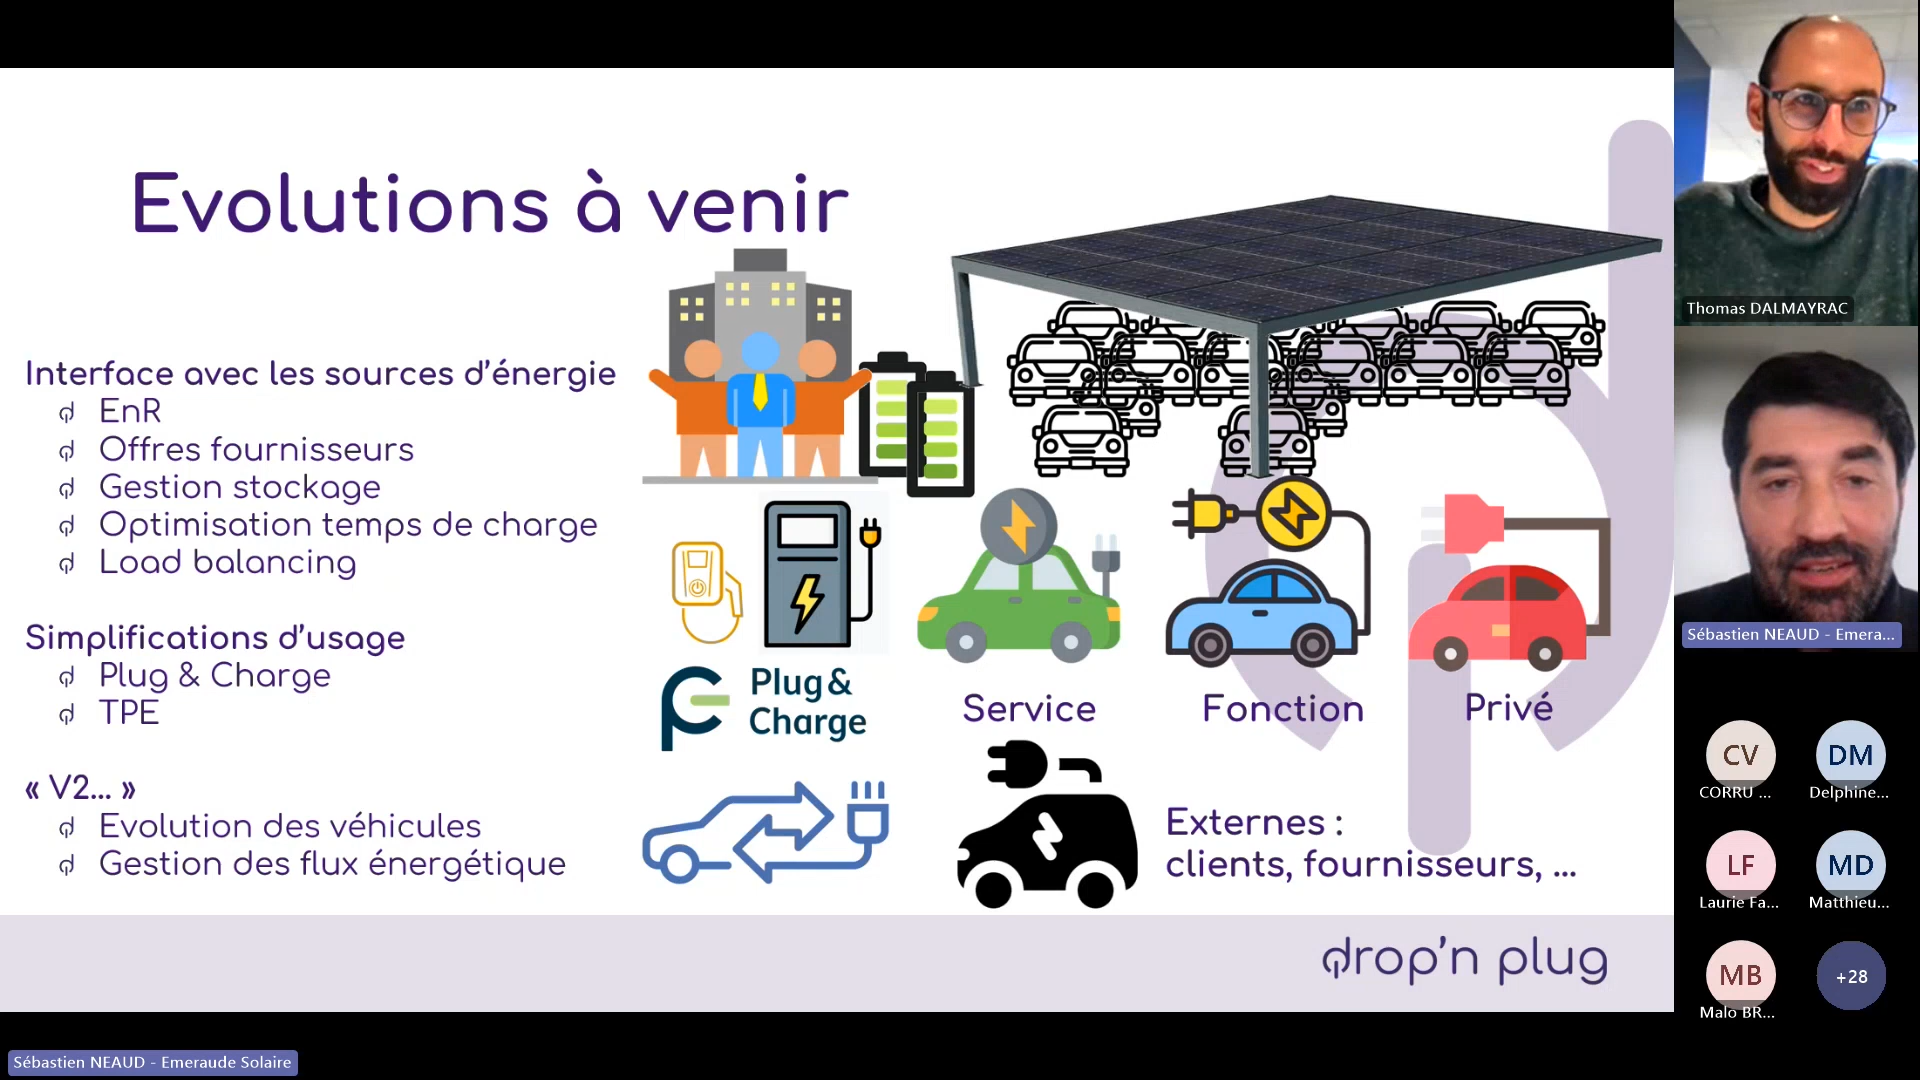 Evolutions à venir
Interface avec les sources d'énergie
EnR
Offres fournisseurs
Gestion stockage
Optimisation temps de charge
Load balancing
Simplifications d'usage
Plug & Charge
TPE
« V2... »
Evolution des véhicules
Gestion des flux énergétique
Plug &
Charge
Service
Fonction
Privé
Externes :
clients, fournisseurs, ...
drop'n plug
Thomas DALMAYRAC
Sébastien NEAUD - Emera...
CV
DM
CORRU ...
Delphine...
LF
MD
Laurie Fa...
Matthieu...
MB
+28
Malo BR...
Sébastien NEAUD - Emeraude Solaire